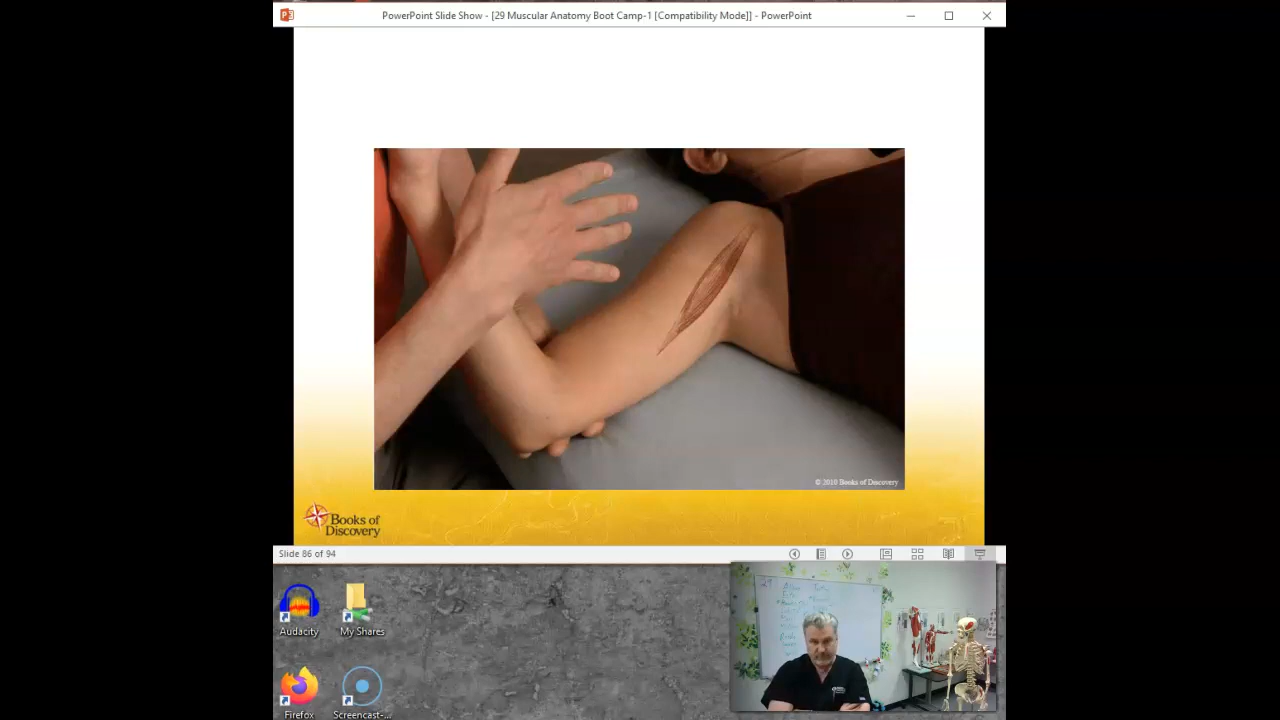 PowerPoint Slide Show - [29 Muscular Anatomy Boot Camp-1 [Compatibility Mode]] - PowerPoint
© 2010 Books of Discovery
Books of
Discovery
Slide 86 of 94
Audacity
My Shares
Firefox
Screencast-...